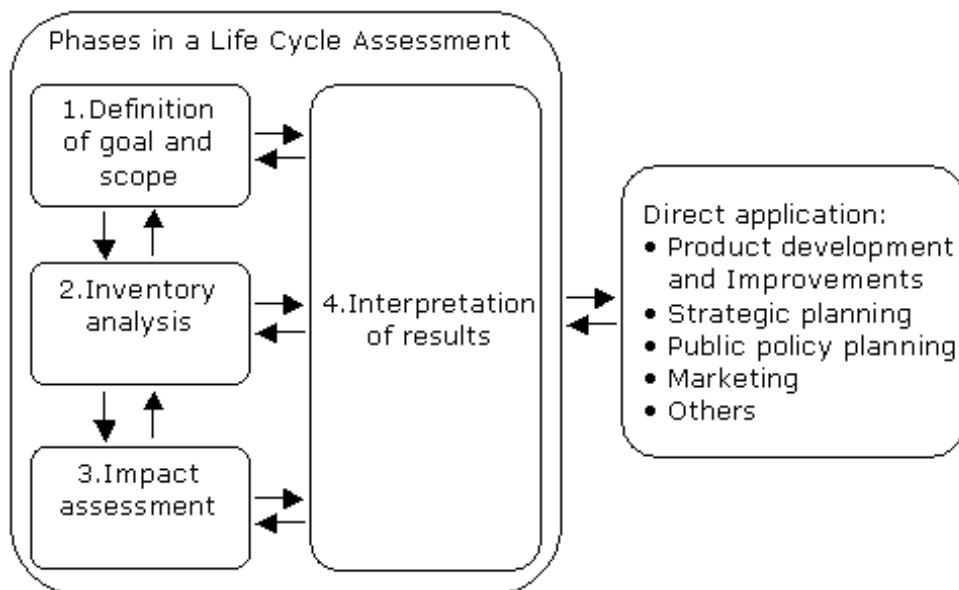 Phases in a Life Cycle Assessment
1.Definition
of goal and
scope
2.Inventory
analysis
3.Impact
assessment
4.Interpretation
of results
Direct application:
• Product development
and Improvements
• Strategic planning
• Public policy planning
• Marketing
• Others